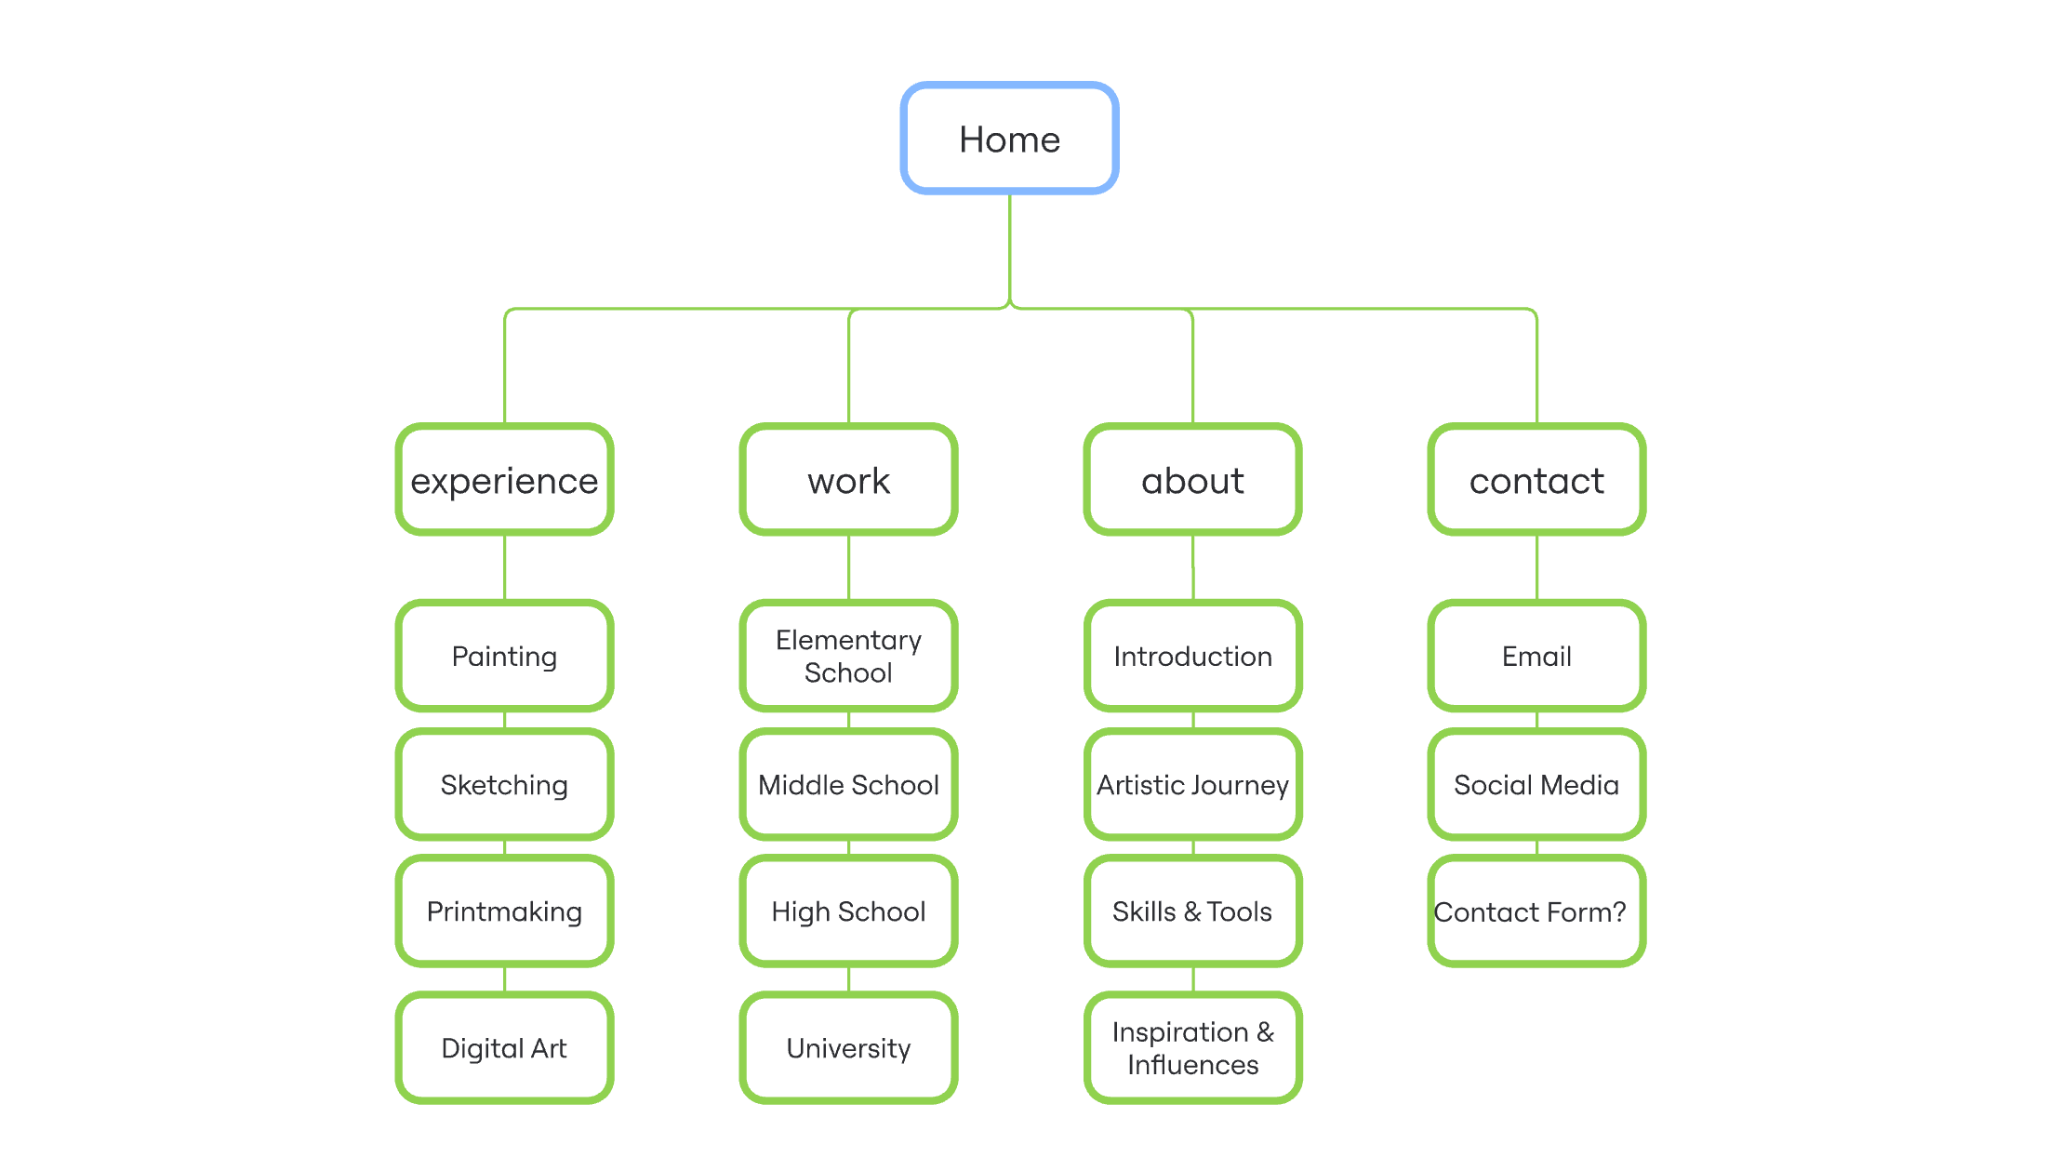 Home
experience
work
about
contact
Painting
Elementary
School
Introduction
Email
Sketching
Middle School
Artistic Journey
Social Media
Printmaking
High School
Skills & Tools
Contact Form?
Digital Art
University
Inspiration &
Influences